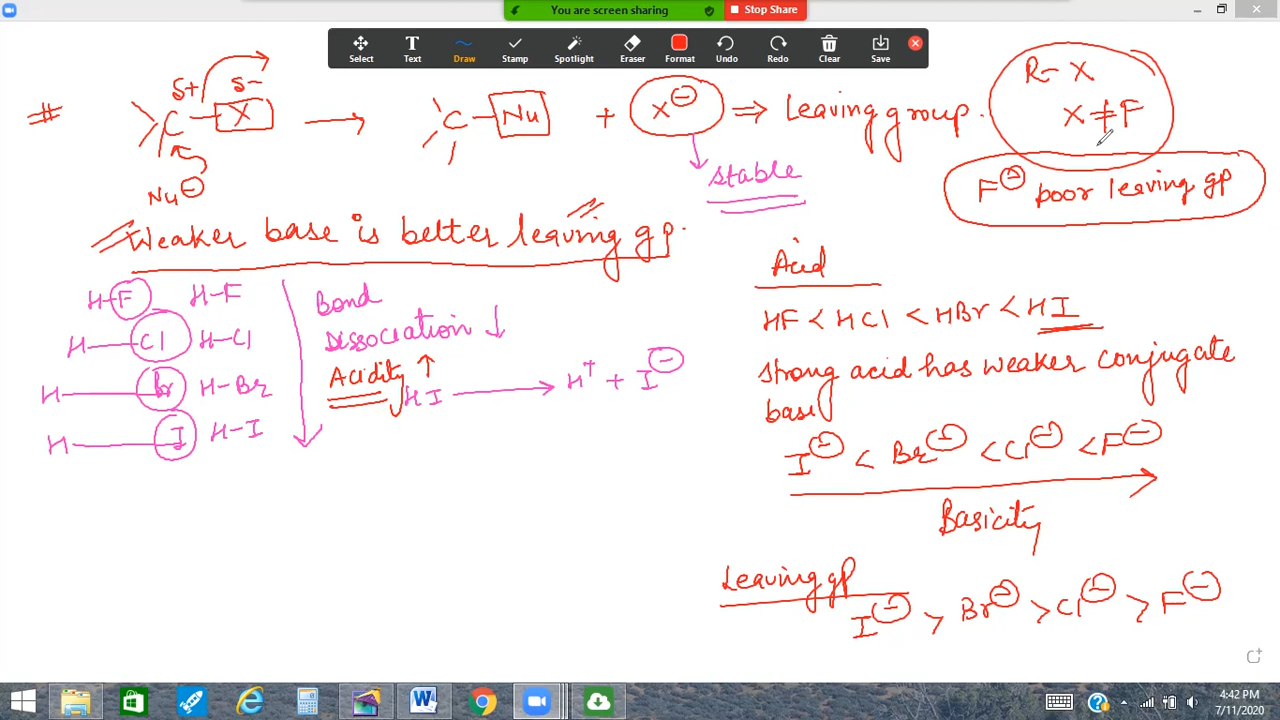 You are screen sharing Stop Share
Select Text Draw Stamp Spotlight Eraser Format Undo Redo Clear Save
# δ+ δ-
C - X → C - Nu + X⊖ ⇒ Leaving group.
Nu⊖
stable
R - X
X ≠ F
F⊖ poor leaving gp
Weaker base is better leaving gp.
H-F H-F
H-Cl H-Cl
H-Br H-Br
H-I H-I
Bond
Dissociation ↓
Acidity ↑
HI → H+ + I⊖
Acid
HF < HCl < HBr < HI
strong acid has weaker conjugate
base
I⊖ < Br⊖ < Cl⊖ < F⊖
Basicity
Leaving gp
I⊖ > Br⊖ > Cl⊖ > F⊖
4:42 PM
7/11/2020